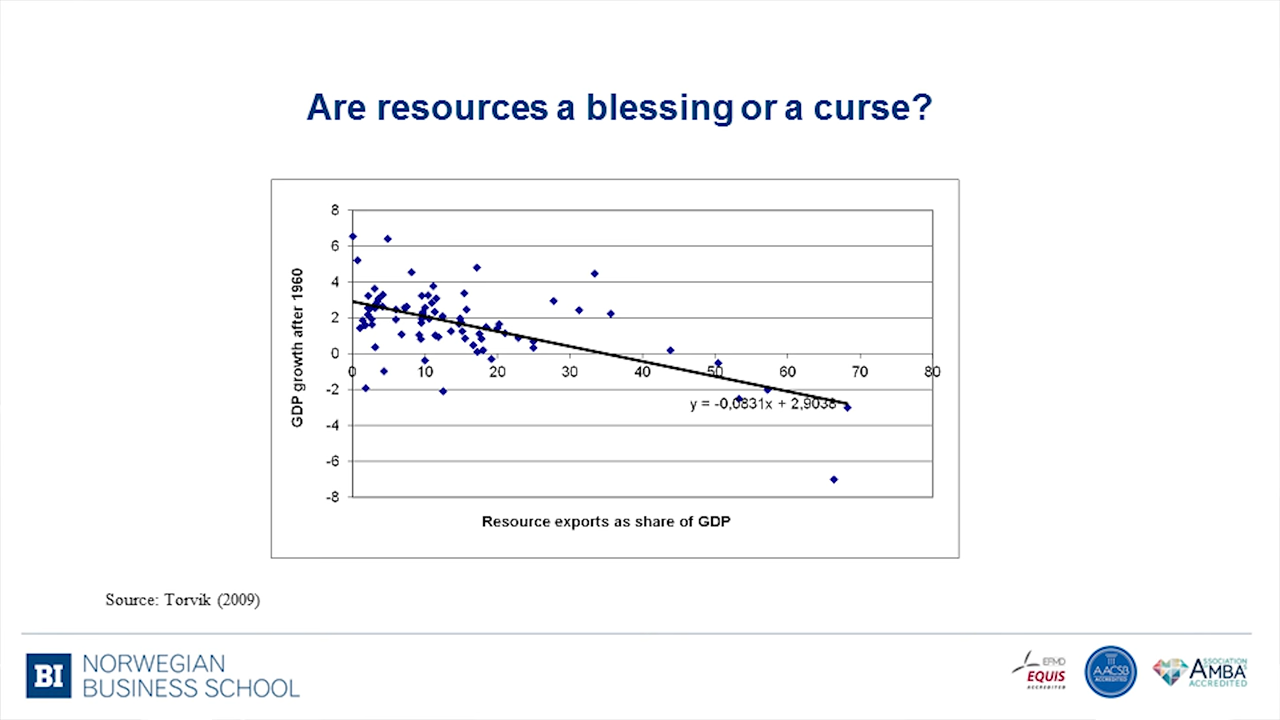 Are resources a blessing or a curse?
8
6
4
2
0
-2
-4
-6
-8
0 10 20 30 40 50 60 70 80
GDP growth after 1960
y = -0,0831x + 2,9038
Resource exports as share of GDP
Source: Torvik (2009)
BI
NORWEGIAN
BUSINESS SCHOOL
EFMD
EQUIS
ACCREDITED
AACSB
ACCREDITED
ASSOCIATION
AMBA
ACCREDITED